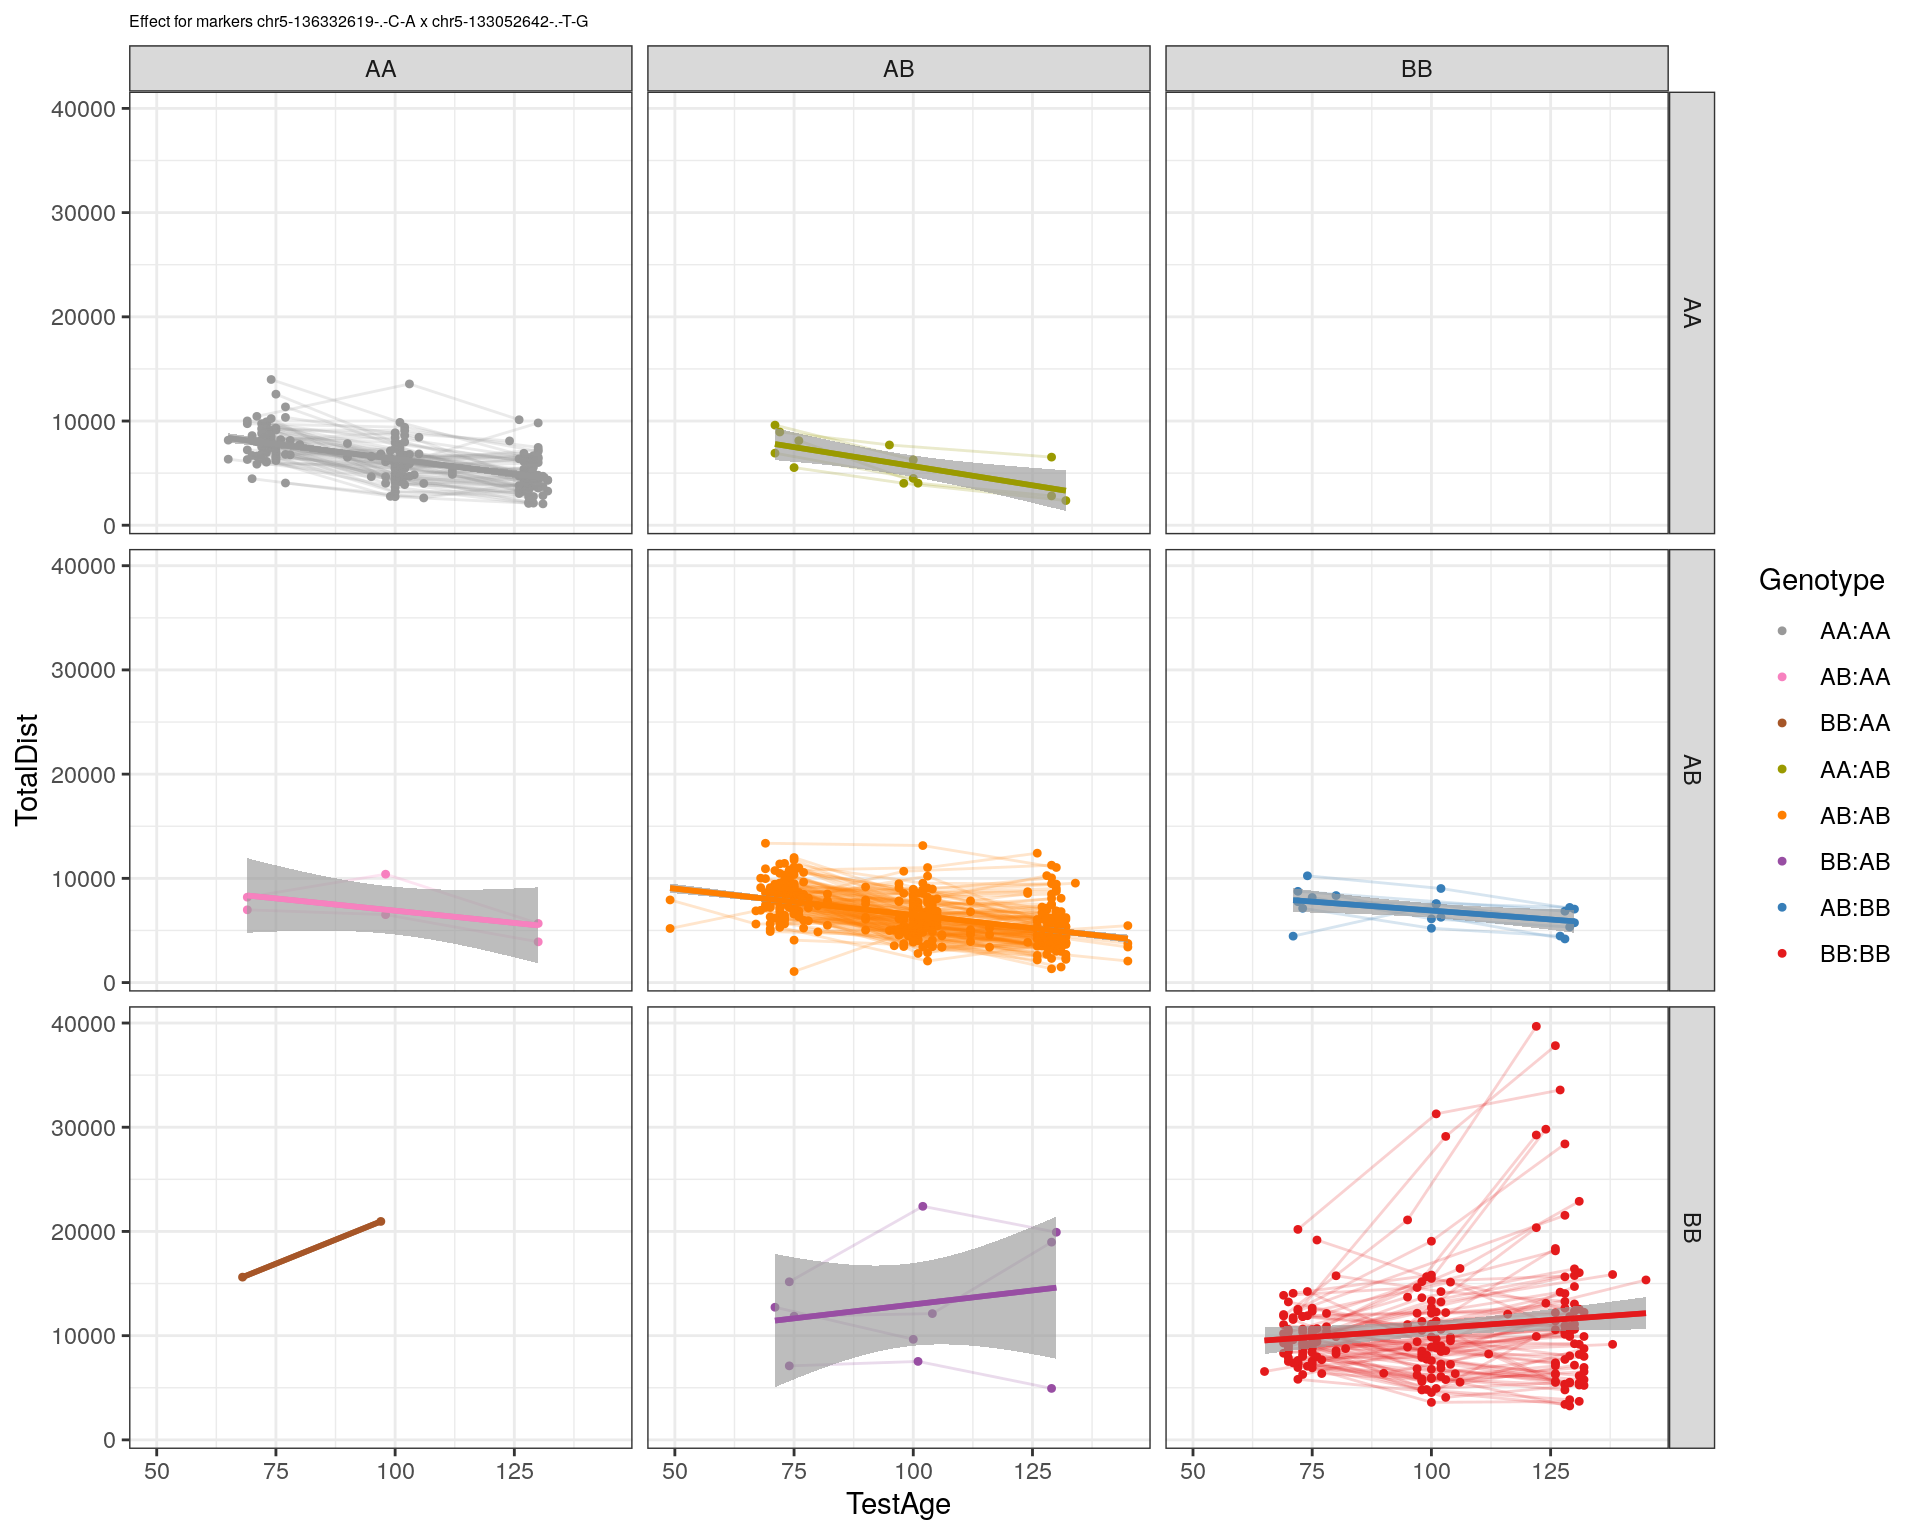 Effect for markers chr5-136332619-.-C-A x chr5-133052642-.-T-G
AA AB BB
40000
30000
20000
10000
0
AA
40000
30000
20000
10000
0
AB
40000
30000
20000
10000
0
BB
50 75 100 125 50 75 100 125 50 75 100 125
TestAge
TotalDist
Genotype
AA:AA
AB:AA
BB:AA
AA:AB
AB:AB
BB:AB
AB:BB
BB:BB